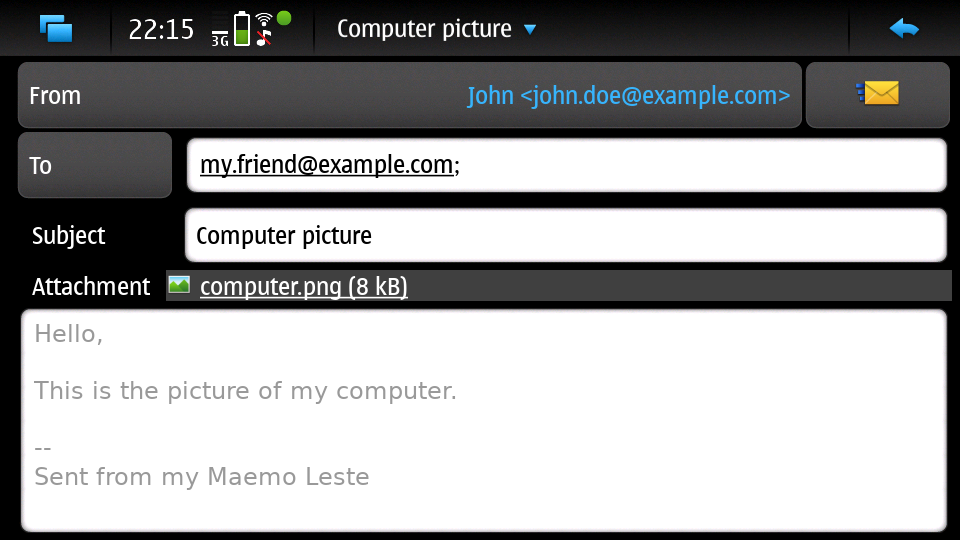 22:15
3G
Computer picture
From
John <john.doe@example.com>
To
my.friend@example.com;
Subject
Computer picture
Attachment
computer.png (8 kB)
Hello,
This is the picture of my computer.
--
Sent from my Maemo Leste